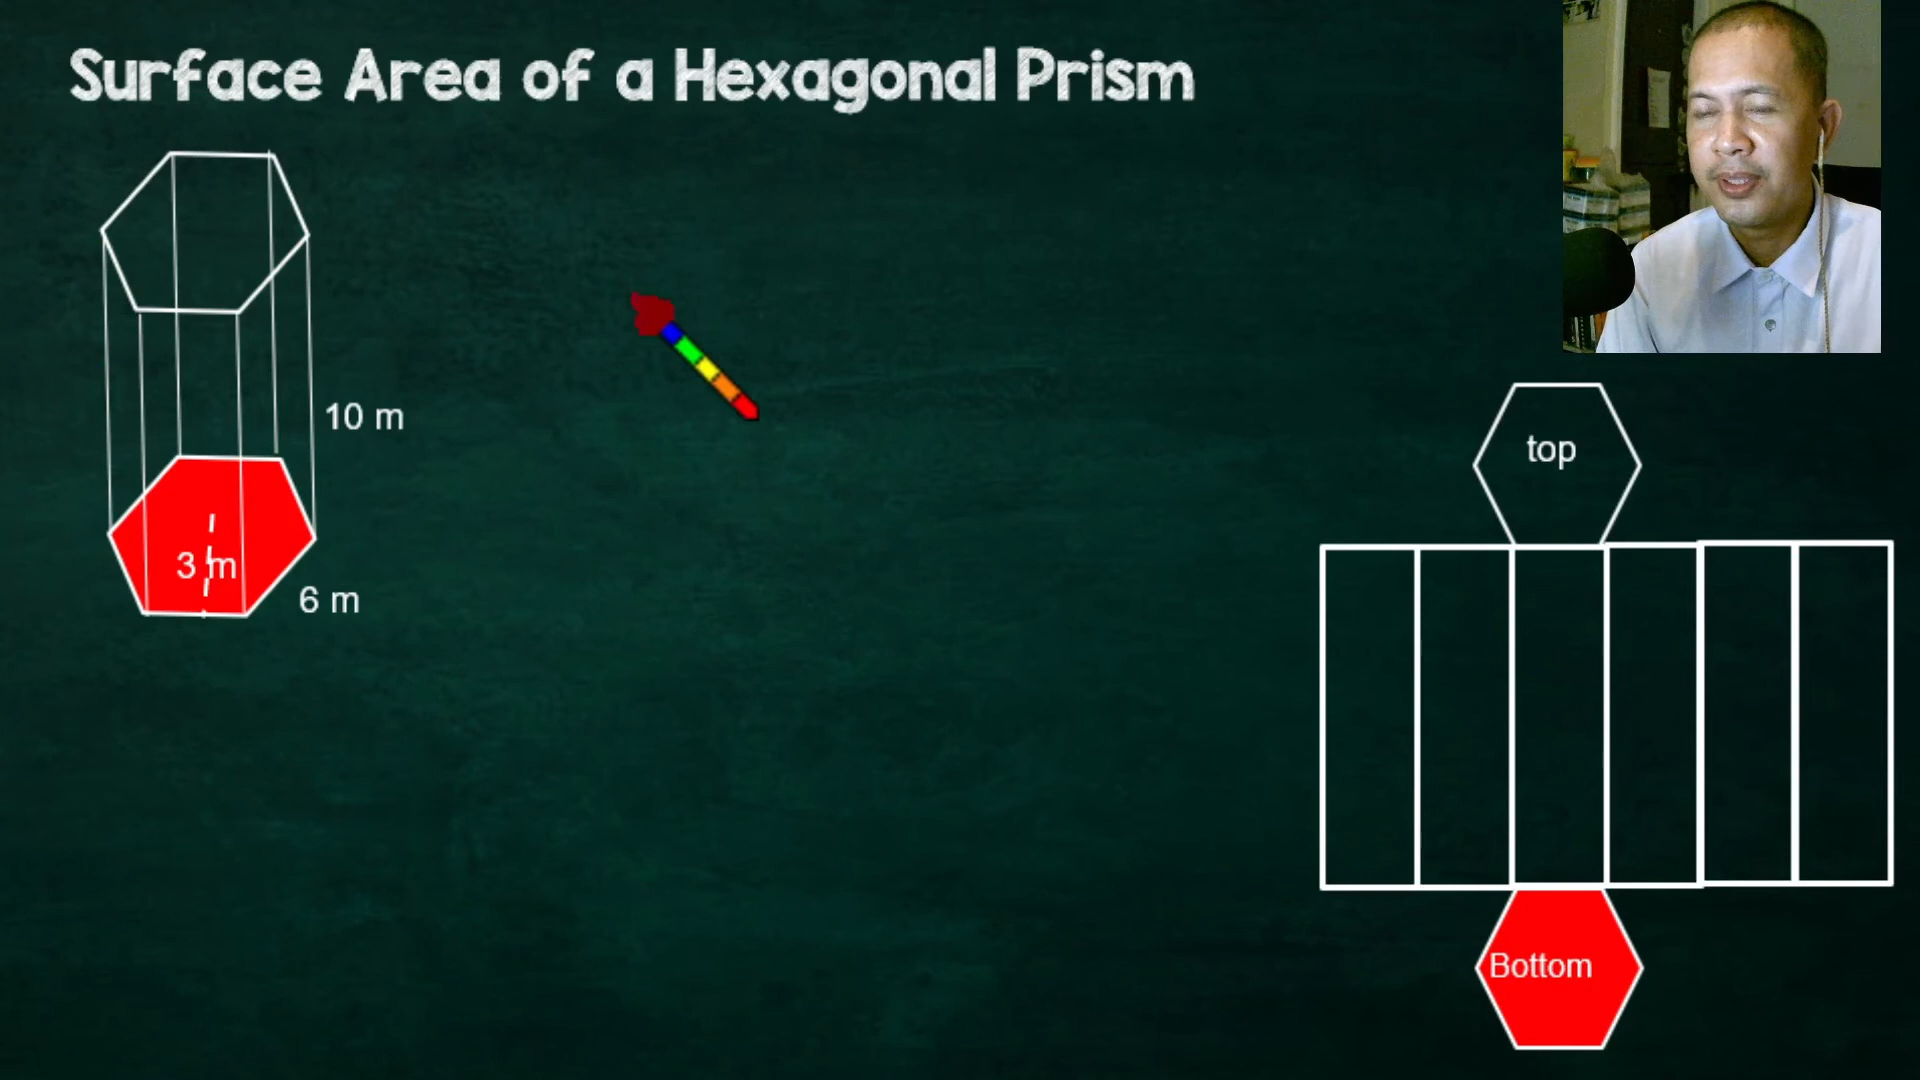 Surface Area of a Hexagonal Prism
10 m
3 m
6 m
top
Bottom